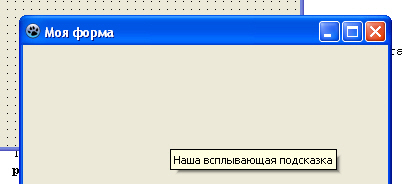 Моя форма
Наша всплывающая подсказка